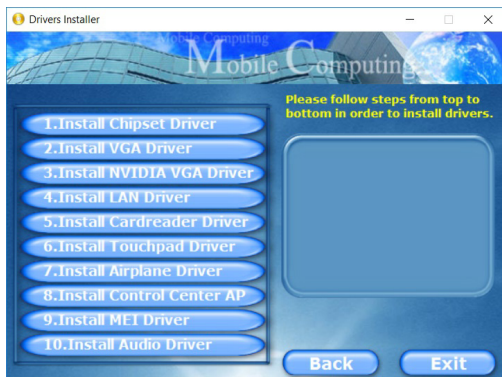 Drivers Installer
Mobile Computing
Mobile Computing
Please follow steps from top to
bottom in order to install drivers.
1.Install Chipset Driver
2.Install VGA Driver
3.Install NVIDIA VGA Driver
4.Install LAN Driver
5.Install Cardreader Driver
6.Install Touchpad Driver
7.Install Airplane Driver
8.Install Control Center AP
9.Install MEI Driver
10.Install Audio Driver
Back
Exit